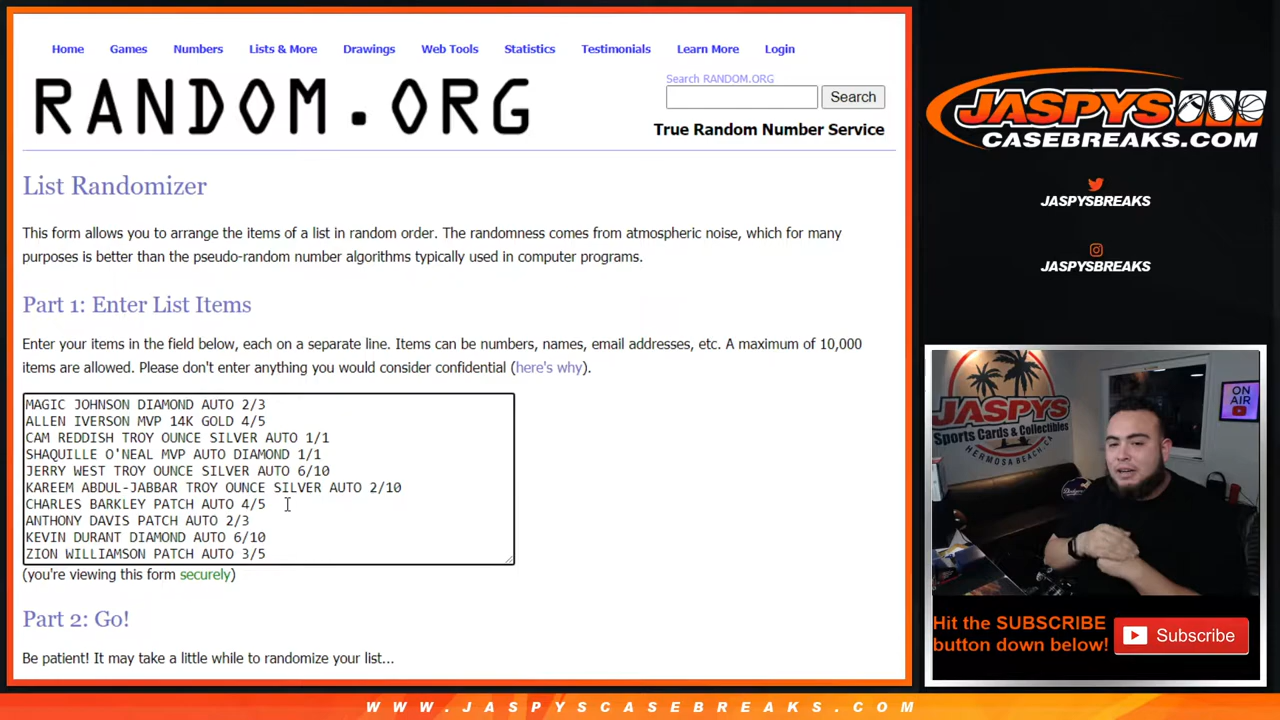 Home Games Numbers Lists & More Drawings Web Tools Statistics Testimonials Learn More Login
RANDOM.ORG
Search RANDOM.ORG
Search
True Random Number Service
List Randomizer
This form allows you to arrange the items of a list in random order. The randomness comes from atmospheric noise, which for many
purposes is better than the pseudo-random number algorithms typically used in computer programs.
Part 1: Enter List Items
Enter your items in the field below, each on a separate line. Items can be numbers, names, email addresses, etc. A maximum of 10,000
items are allowed. Please don't enter anything you would consider confidential (here's why).
MAGIC JOHNSON DIAMOND AUTO 2/3
ALLEN IVERSON MVP 14K GOLD 4/5
CAM REDDISH TROY OUNCE SILVER AUTO 1/1
SHAQUILLE O'NEAL MVP AUTO DIAMOND 1/1
JERRY WEST TROY OUNCE SILVER AUTO 6/10
KAREEM ABDUL-JABBAR TROY OUNCE SILVER AUTO 2/10
CHARLES BARKLEY PATCH AUTO 4/5
ANTHONY DAVIS PATCH AUTO 2/3
KEVIN DURANT DIAMOND AUTO 6/10
ZION WILLIAMSON PATCH AUTO 3/5
(you're viewing this form securely)
Part 2: Go!
Be patient! It may take a little while to randomize your list...
JASPYS
CASEBREAKS.COM
JASPYSBREAKS
JASPYSBREAKS
JASPYS
Sports Cards & Collectibles
HERMOSA BEACH
ON
AIR
Dodgers
Hit the SUBSCRIBE
button down below!
Subscribe
WWW.JASPYSCASEBREAKS.COM